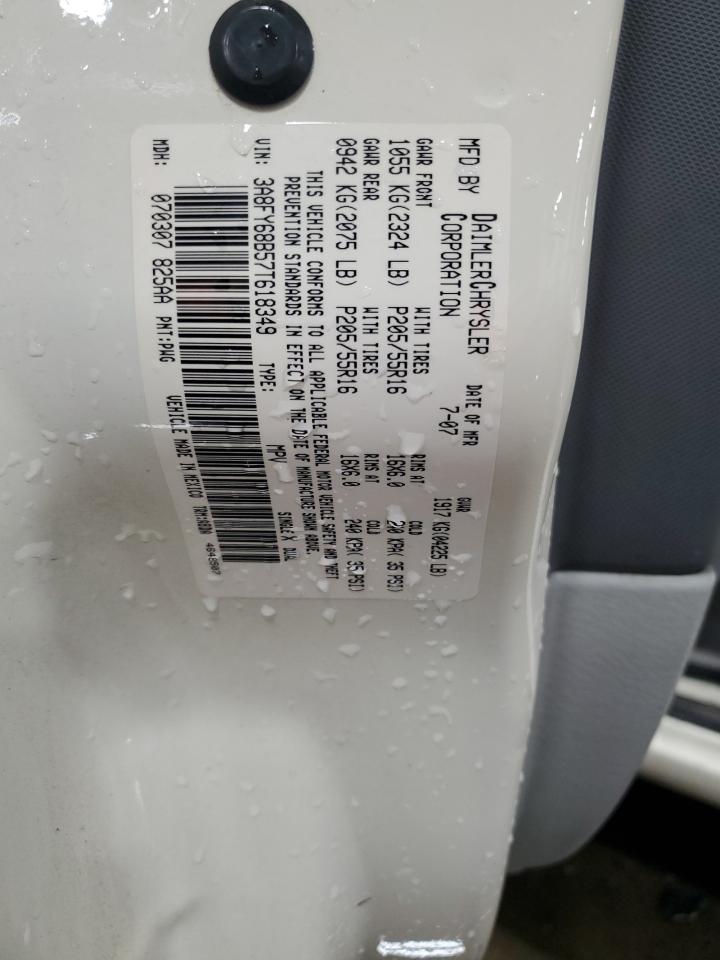 MFD BY DAIMLERCHRYSLER CORPORATION DATE OF MFR 7-07 GVWR 1917 KG(04225 LB)
GAWR FRONT WITH TIRES RIMS AT COLD
1055 KG(2324 LB) P205/55R16 16X6.0 240 KPA( 35 PSI)
GAWR REAR WITH TIRES RIMS AT COLD
0942 KG(2075 LB) P205/55R16 16X6.0 240 KPA( 35 PSI)
THIS VEHICLE CONFORMS TO ALL APPLICABLE FEDERAL MOTOR VEHICLE SAFETY AND THEFT
PREVENTION STANDARDS IN EFFECT ON THE DATE OF MANUFACTURE SHOWN ABOVE.
VIN: 3A8FY68B57T618349 TYPE: MPV SINGLE X DUAL
MDH: 070307 825AA PNT:PWG VEHICLE MADE IN MEXICO 4648907